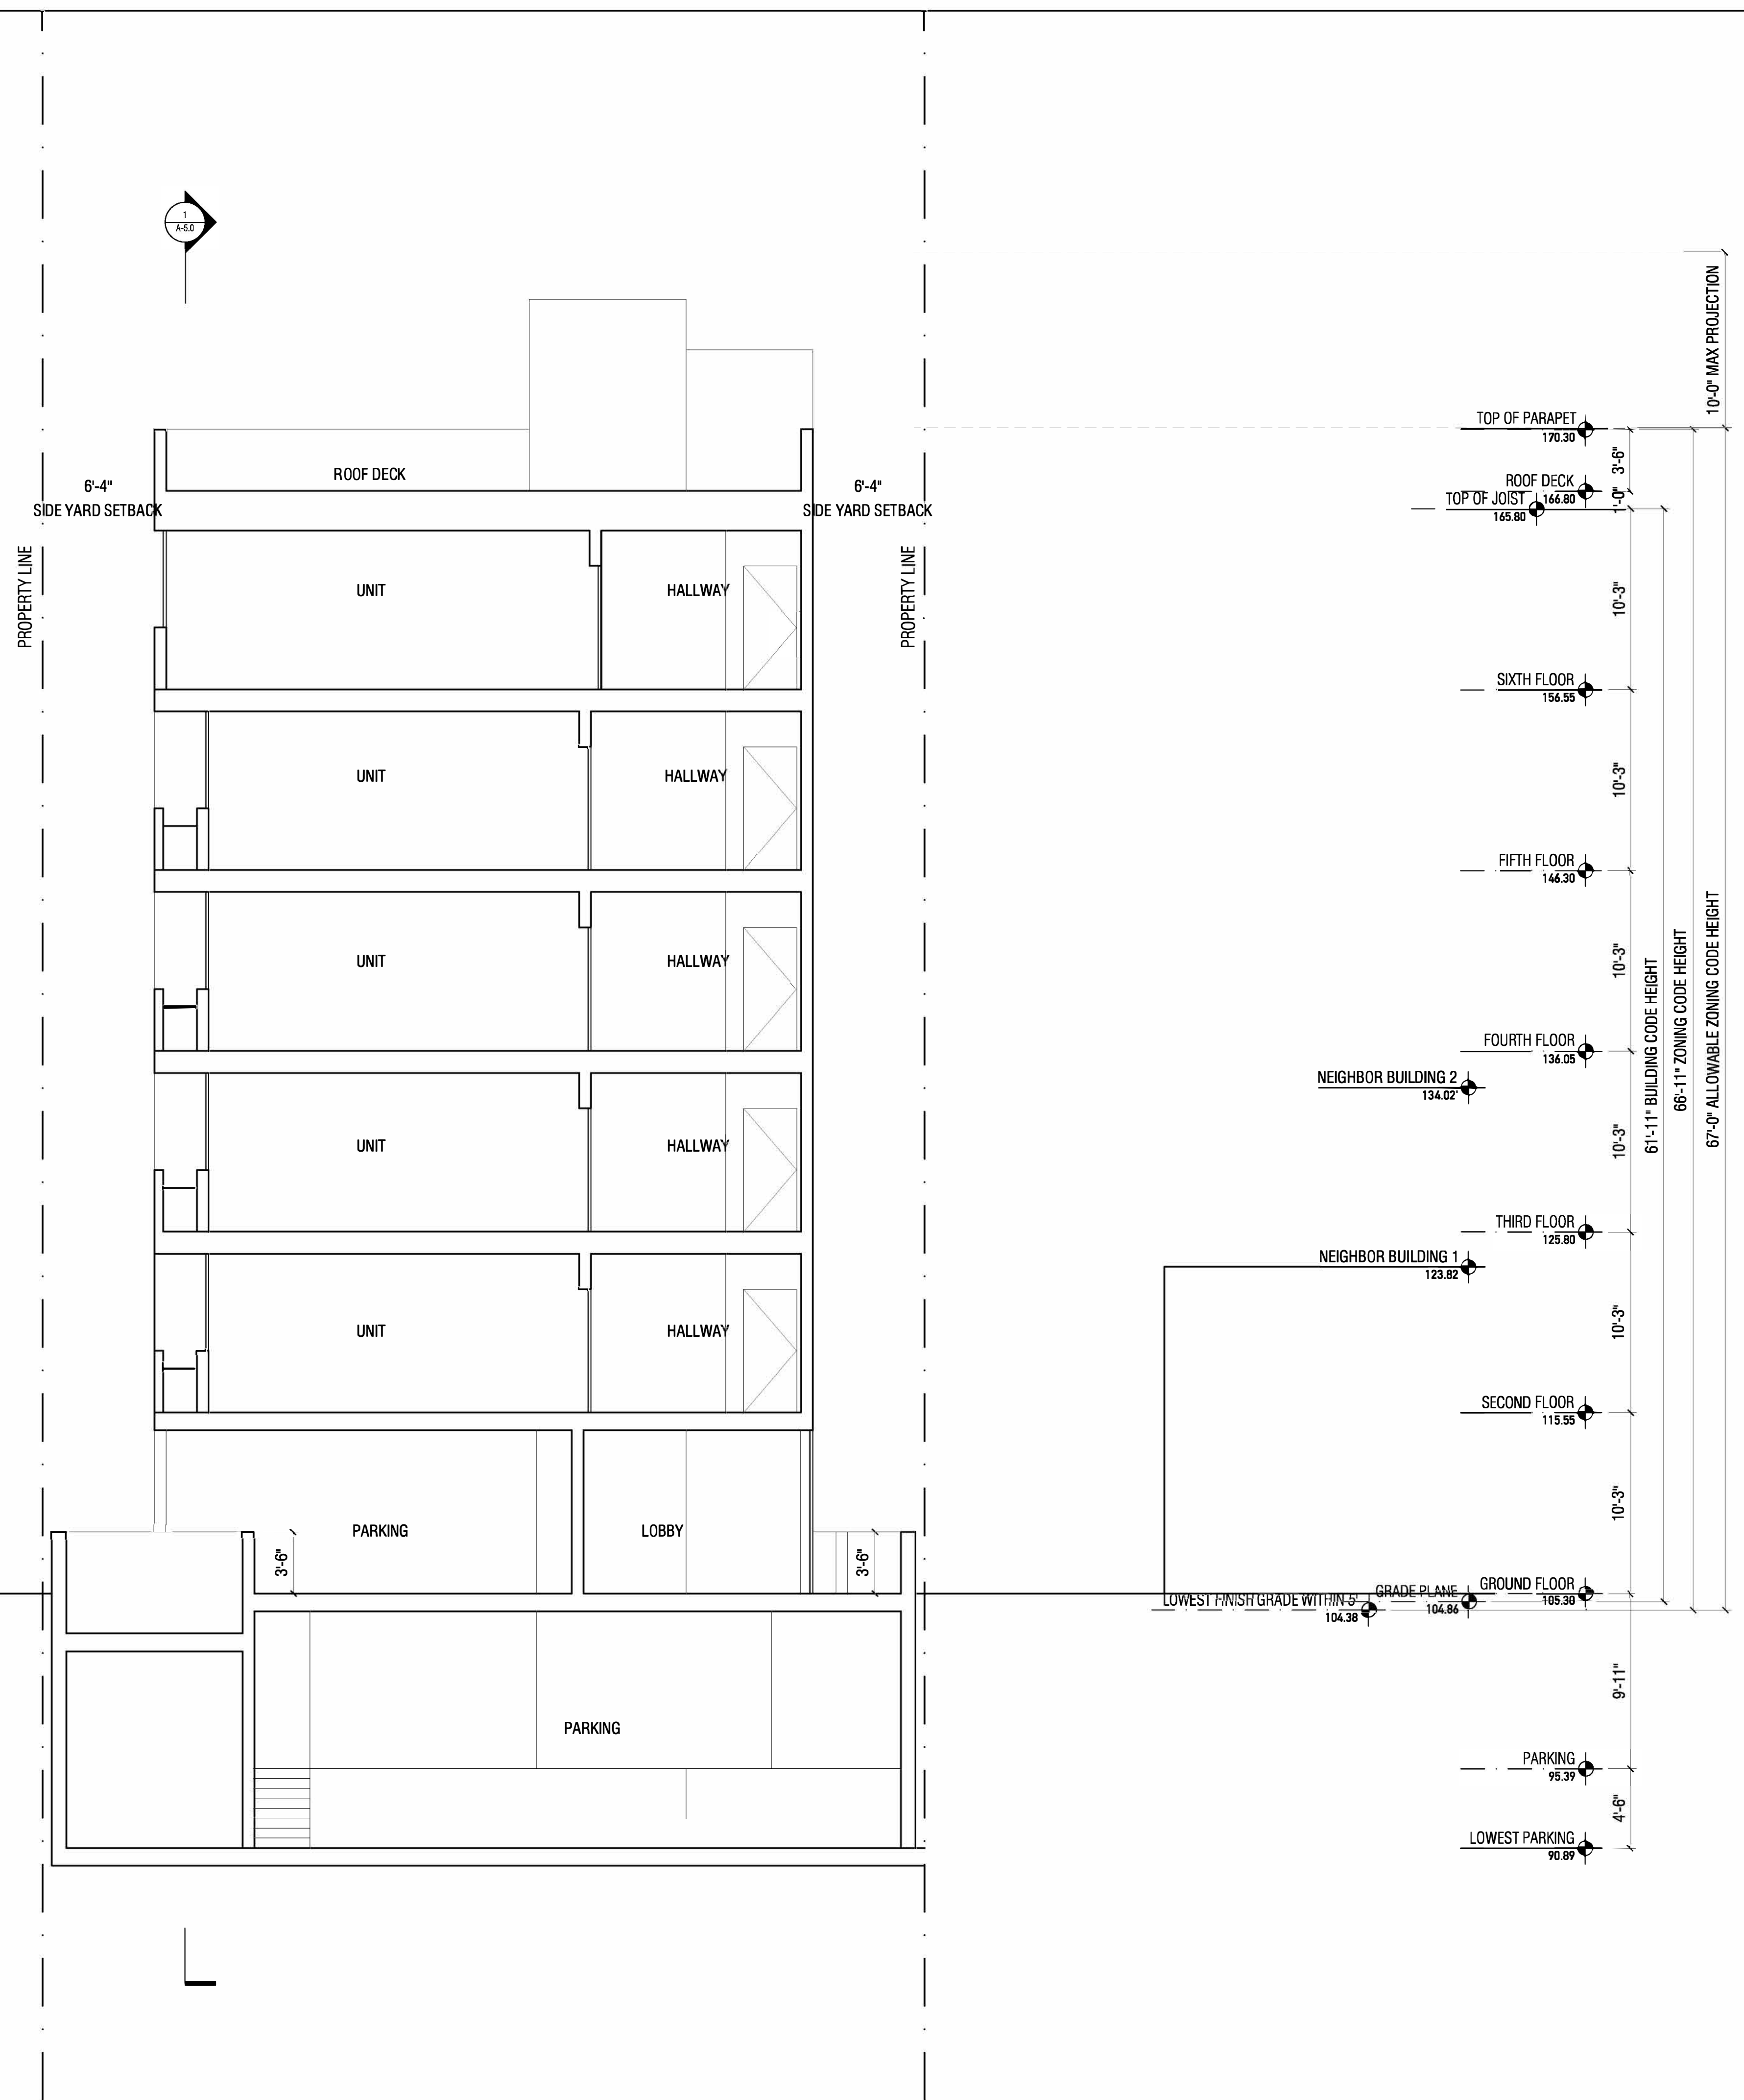 1
A-5.0
10'-0" MAX PROJECTION
TOP OF PARAPET
170.30
3'-6"
ROOF DECK
ROOF DECK
166.80
1'-0"
TOP OF JOIST
165.80
6'-4"
SIDE YARD SETBACK
6'-4"
SIDE YARD SETBACK
PROPERTY LINE
PROPERTY LINE
UNIT
HALLWAY
10'-3"
SIXTH FLOOR
156.55
UNIT
HALLWAY
10'-3"
FIFTH FLOOR
146.30
UNIT
HALLWAY
10'-3"
61'-11" BUILDING CODE HEIGHT
66'-11" ZONING CODE HEIGHT
67'-0" ALLOWABLE ZONING CODE HEIGHT
FOURTH FLOOR
136.05
NEIGHBOR BUILDING 2
134.02'
UNIT
HALLWAY
10'-3"
THIRD FLOOR
125.80
NEIGHBOR BUILDING 1
123.82
UNIT
HALLWAY
10'-3"
SECOND FLOOR
115.55
PARKING
LOBBY
10'-3"
3'-6"
3'-6"
GROUND FLOOR
105.30
GRADE PLANE
104.86
LOWEST FINISH GRADE WITHIN 5'
104.38
9'-11"
PARKING
PARKING
95.39
4'-6"
LOWEST PARKING
90.89